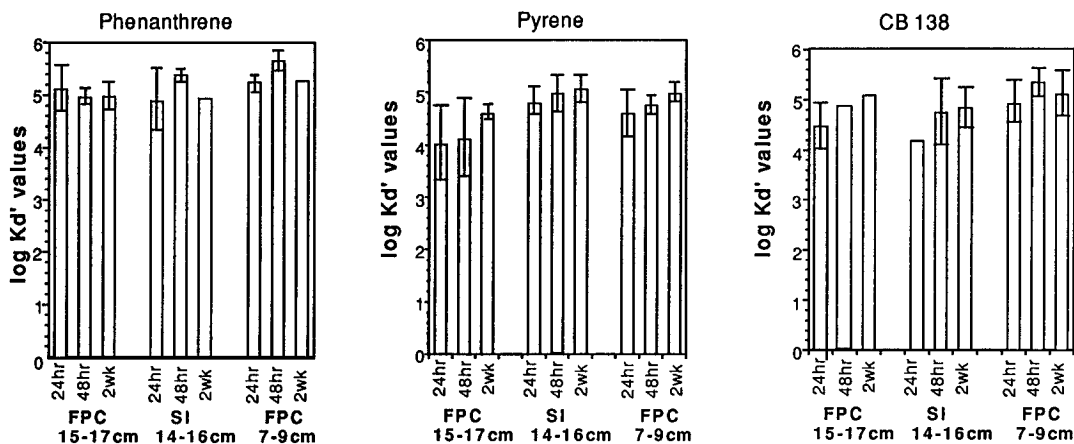 Phenanthrene
log Kd' values
6
5
4
3
2
1
0
24hr 48hr 2wk 24hr 48hr 2wk 24hr 48hr 2wk
FPC SI FPC
15-17cm 14-16cm 7-9cm
Pyrene
log Kd' values
6
5
4
3
2
1
0
24hr 48hr 2wk 24hr 48hr 2wk 24hr 48hr 2wk
FPC SI FPC
15-17cm 14-16cm 7-9cm
CB 138
log Kd' values
6
5
4
3
2
1
0
24hr 48hr 2wk 24hr 48hr 2wk 24hr 48hr 2wk
FPC SI FPC
15-17cm 14-16cm 7-9cm